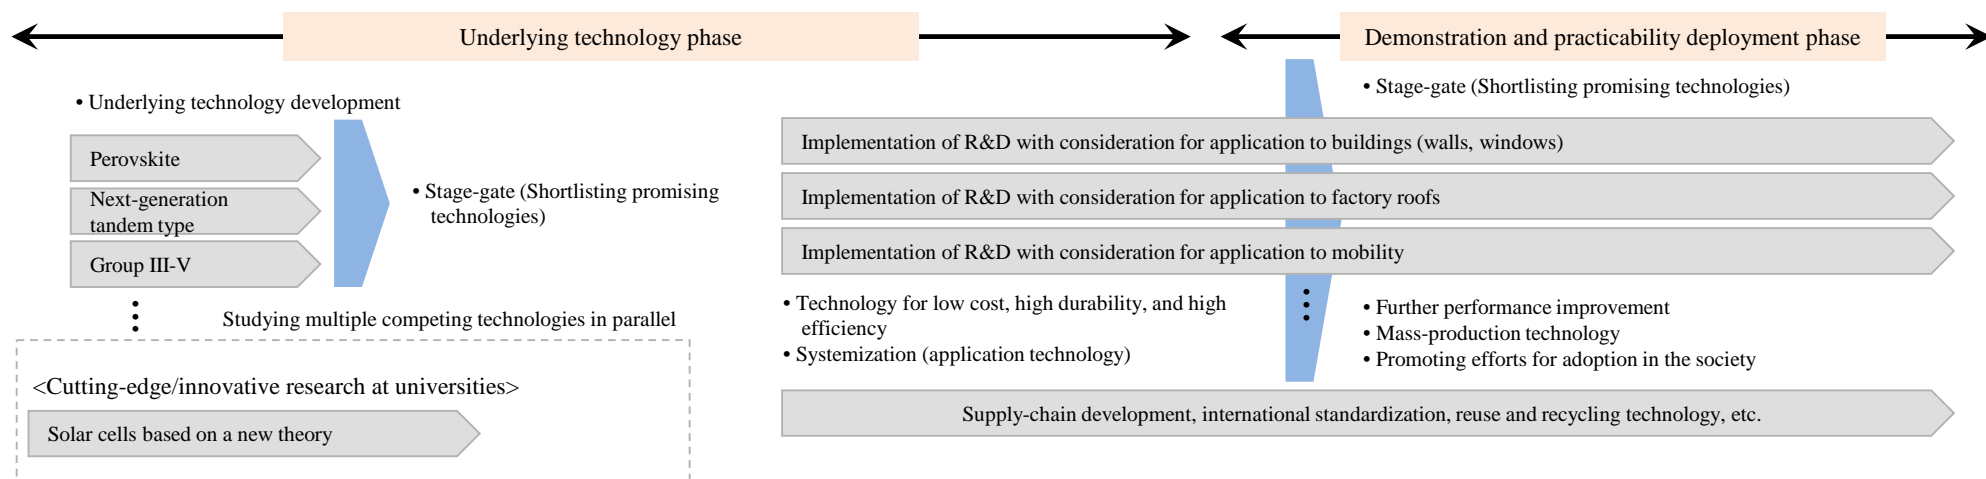 Underlying technology phase
Demonstration and practicability deployment phase
• Underlying technology development
Perovskite
Next-generation
tandem type
Group III-V
• Stage-gate (Shortlisting promising
technologies)
Studying multiple competing technologies in parallel
<Cutting-edge/innovative research at universities>
Solar cells based on a new theory
• Stage-gate (Shortlisting promising technologies)
Implementation of R&D with consideration for application to buildings (walls, windows)
Implementation of R&D with consideration for application to factory roofs
Implementation of R&D with consideration for application to mobility
• Technology for low cost, high durability, and high
efficiency
• Systemization (application technology)
• Further performance improvement
• Mass-production technology
• Promoting efforts for adoption in the society
Supply-chain development, international standardization, reuse and recycling technology, etc.